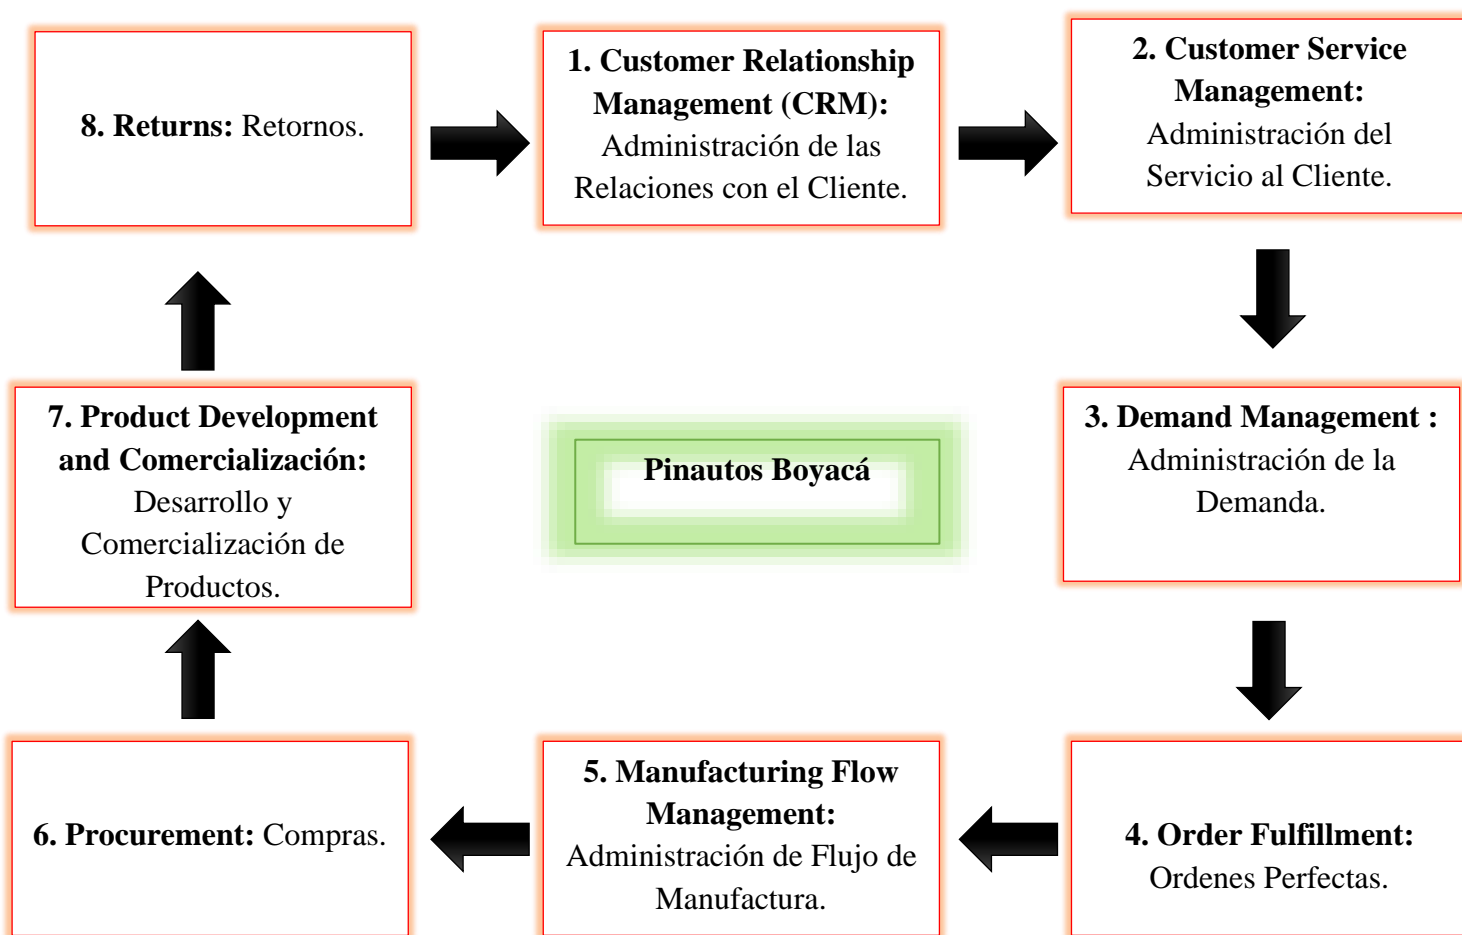 8. Returns: Retornos.
1. Customer Relationship
Management (CRM):
Administración de las
Relaciones con el Cliente.
2. Customer Service
Management:
Administración del
Servicio al Cliente.
7. Product Development
and Comercialización:
Desarrollo y
Comercialización de
Productos.
Pinautos Boyacá
3. Demand Management :
Administración de la
Demanda.
6. Procurement: Compras.
5. Manufacturing Flow
Management:
Administración de Flujo de
Manufactura.
4. Order Fulfillment:
Ordenes Perfectas.